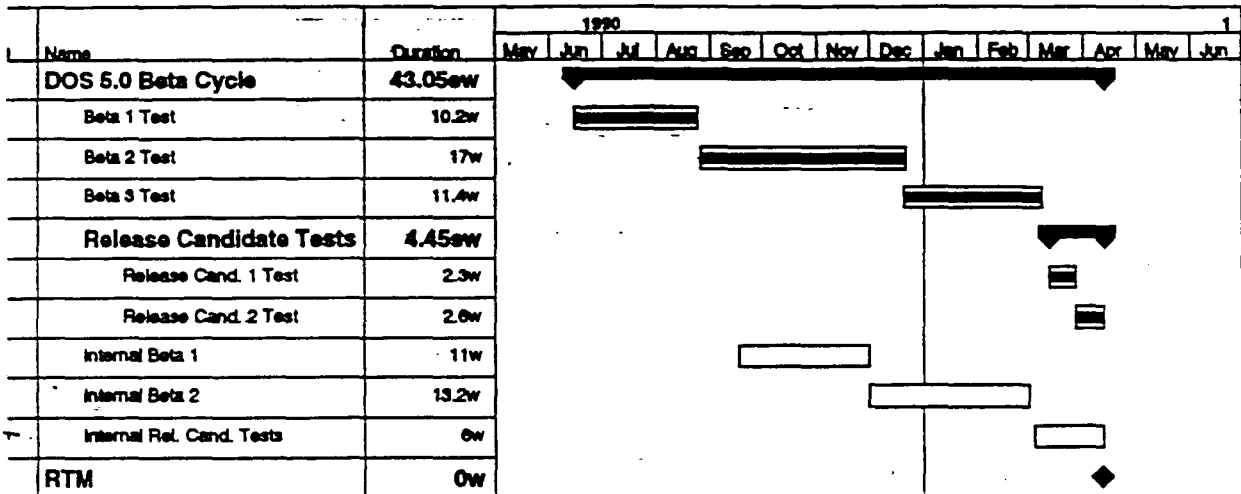 1990 1
Name Duration May Jun Jul Aug Sep Oct Nov Dec Jan Feb Mar Apr May Jun
DOS 5.0 Beta Cycle 43.05ew
Beta 1 Test 10.2w
Beta 2 Test 17w
Beta 3 Test 11.4w
Release Candidate Tests 4.45ew
Release Cand. 1 Test 2.3w
Release Cand. 2 Test 2.6w
Internal Beta 1 11w
Internal Beta 2 13.2w
Internal Rel. Cand. Tests 6w
RTM 0w